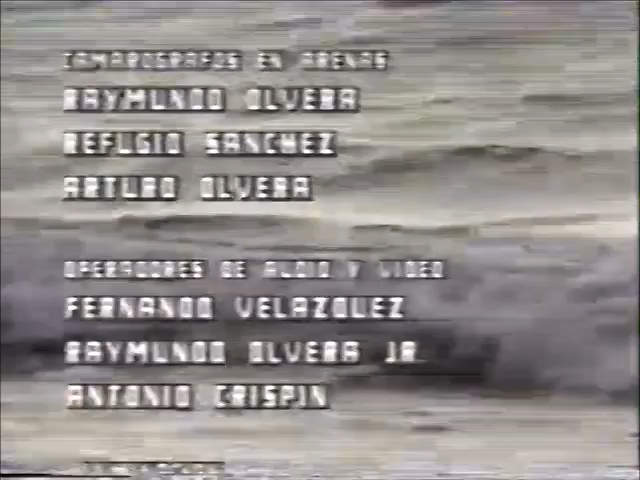 CAMAROGRAFOS EN ARENAS
RAYMUNDO OLVERA
REFUGIO SANCHEZ
ARTURO OLVERA
OPERADORES DE AUDIO Y VIDEO
FERNANDO VELAZQUEZ
RAYMUNDO OLVERA JR.
ANTONIO CRISPIN